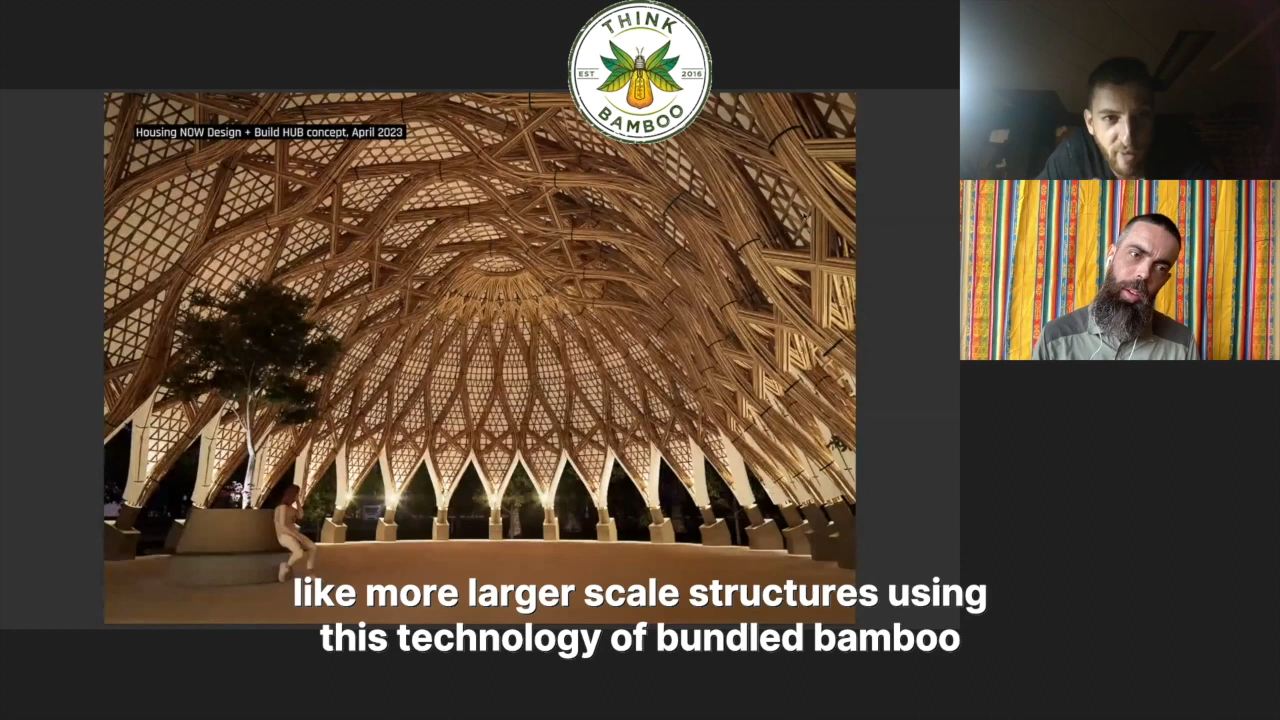 THINK
EST 2016
BAMBOO
Housing NOW Design + Build HUB concept, April 2023
like more larger scale structures using
this technology of bundled bamboo